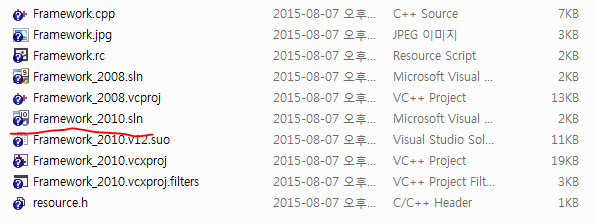 Framework.cpp 2015-08-07 오후... C++ Source 7KB
Framework.jpg 2015-08-07 오후... JPEG 이미지 3KB
Framework.rc 2015-08-07 오후... Resource Script 2KB
Framework_2008.sln 2015-08-07 오후... Microsoft Visual ... 2KB
Framework_2008.vcproj 2015-08-07 오후... VC++ Project 13KB
Framework_2010.sln 2015-08-07 오후... Microsoft Visual ... 2KB
Framework_2010.v12.suo 2015-08-07 오후... Visual Studio Sol... 11KB
Framework_2010.vcxproj 2015-08-07 오후... VC++ Project 19KB
Framework_2010.vcxproj.filters 2015-08-07 오후... VC++ Project Filt... 3KB
resource.h 2015-08-07 오후... C/C++ Header 1KB